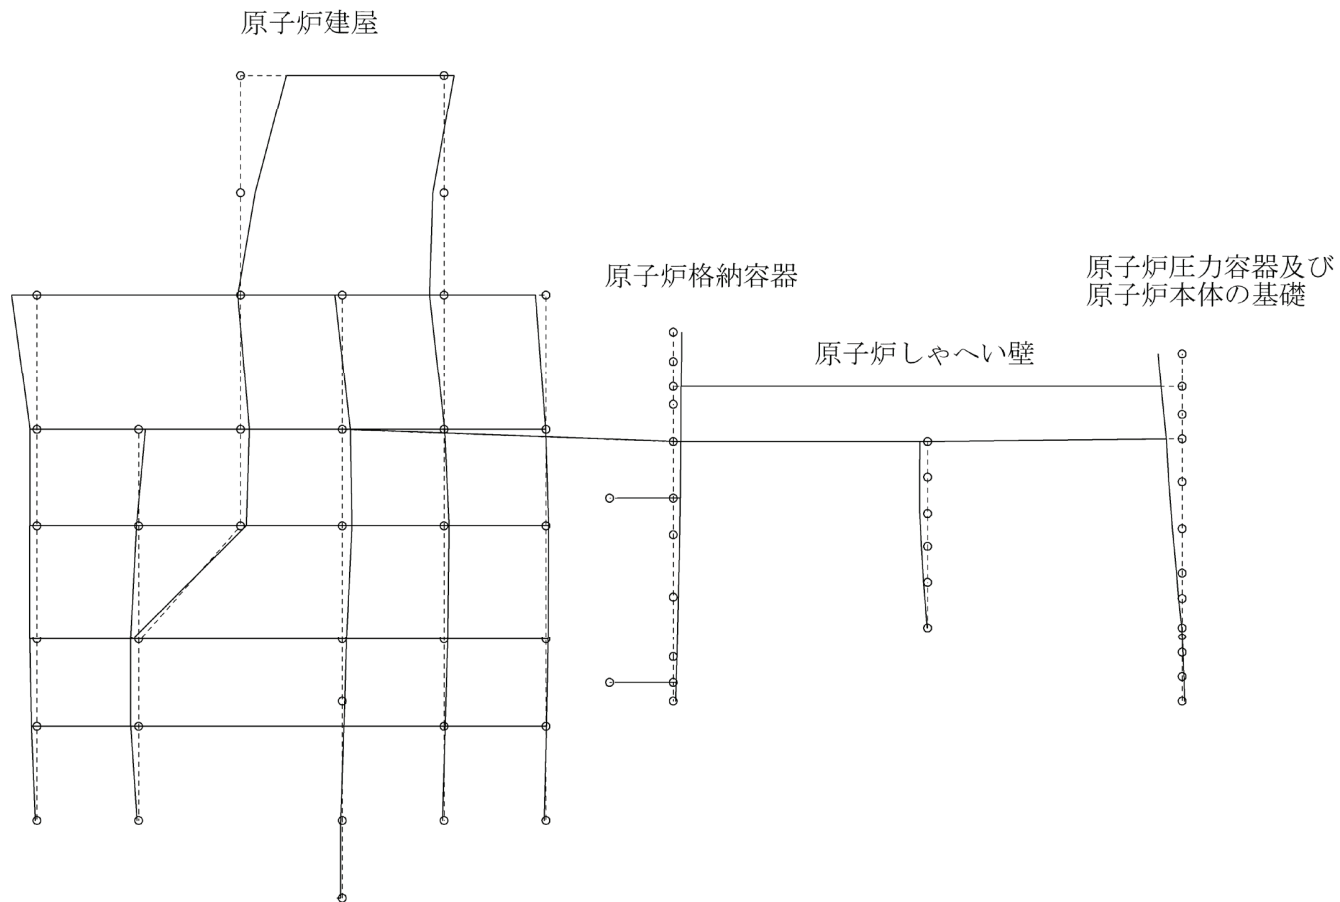 原子炉建屋
原子炉格納容器
原子炉圧力容器及び
原子炉本体の基礎
原子炉しゃへい壁